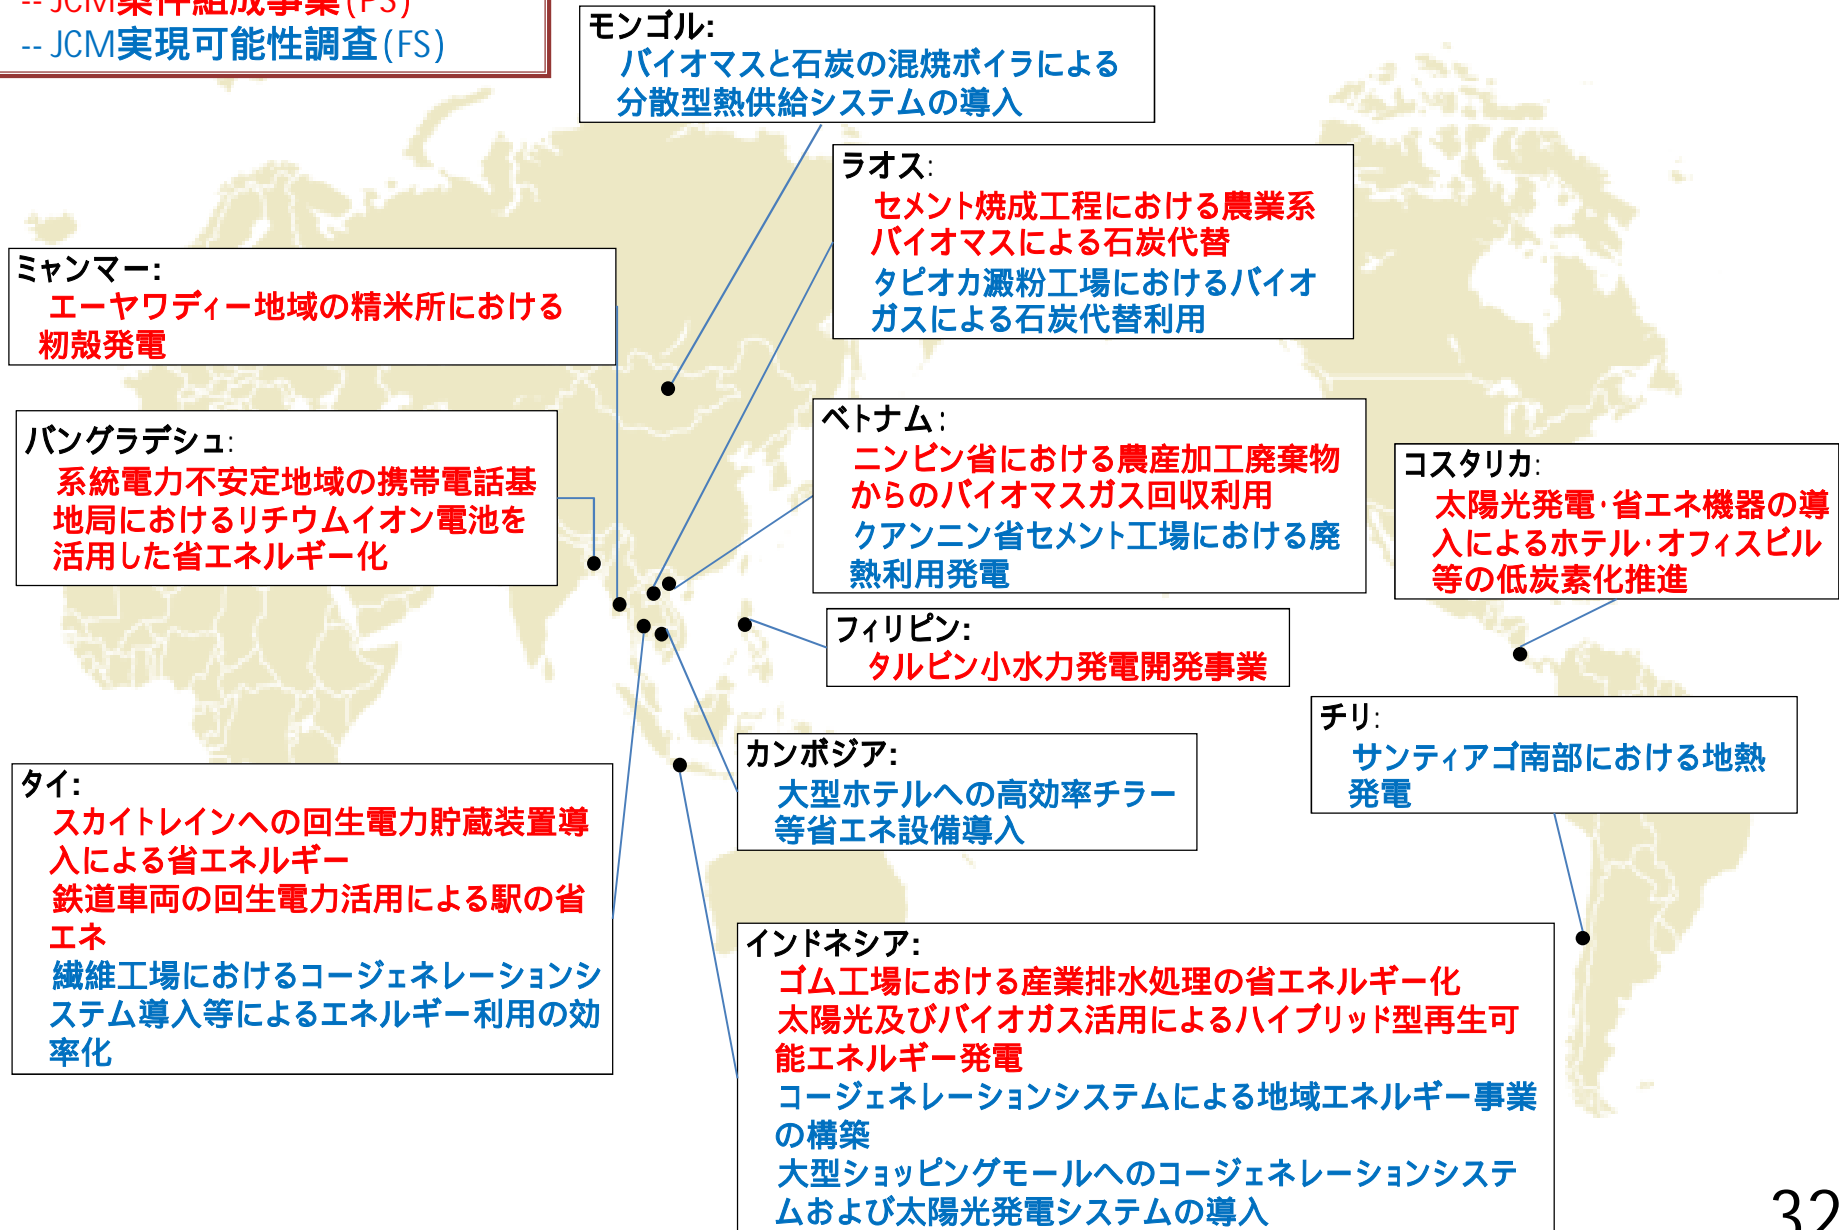 -- JCM案件組成事業(PS)
-- JCM実現可能性調査(FS)
モンゴル:
バイオマスと石炭の混焼ボイラによる
分散型熱供給システムの導入
ラオス:
セメント焼成工程における農業系
バイオマスによる石炭代替
タピオカ澱粉工場におけるバイオ
ガスによる石炭代替利用
ミャンマー:
エーヤワディー地域の精米所における
籾殻発電
バングラデシュ:
系統電力不安定地域の携帯電話基
地局におけるリチウムイオン電池を
活用した省エネルギー化
ベトナム:
ニンビン省における農産加工廃棄物
からのバイオマスガス回収利用
クアンニン省セメント工場における廃
熱利用発電
コスタリカ:
太陽光発電・省エネ機器の導
入によるホテル・オフィスビル
等の低炭素化推進
フィリピン:
タルビン小水力発電開発事業
チリ:
サンティアゴ南部における地熱
発電
カンボジア:
大型ホテルへの高効率チラー
等省エネ設備導入
タイ:
スカイトレインへの回生電力貯蔵装置導
入による省エネルギー
鉄道車両の回生電力活用による駅の省
エネ
繊維工場におけるコージェネレーションシ
ステム導入等によるエネルギー利用の効
率化
インドネシア:
ゴム工場における産業排水処理の省エネルギー化
太陽光及びバイオガス活用によるハイブリッド型再生可
能エネルギー発電
コージェネレーションシステムによる地域エネルギー事業
の構築
大型ショッピングモールへのコージェネレーションシステ
ムおよび太陽光発電システムの導入
32